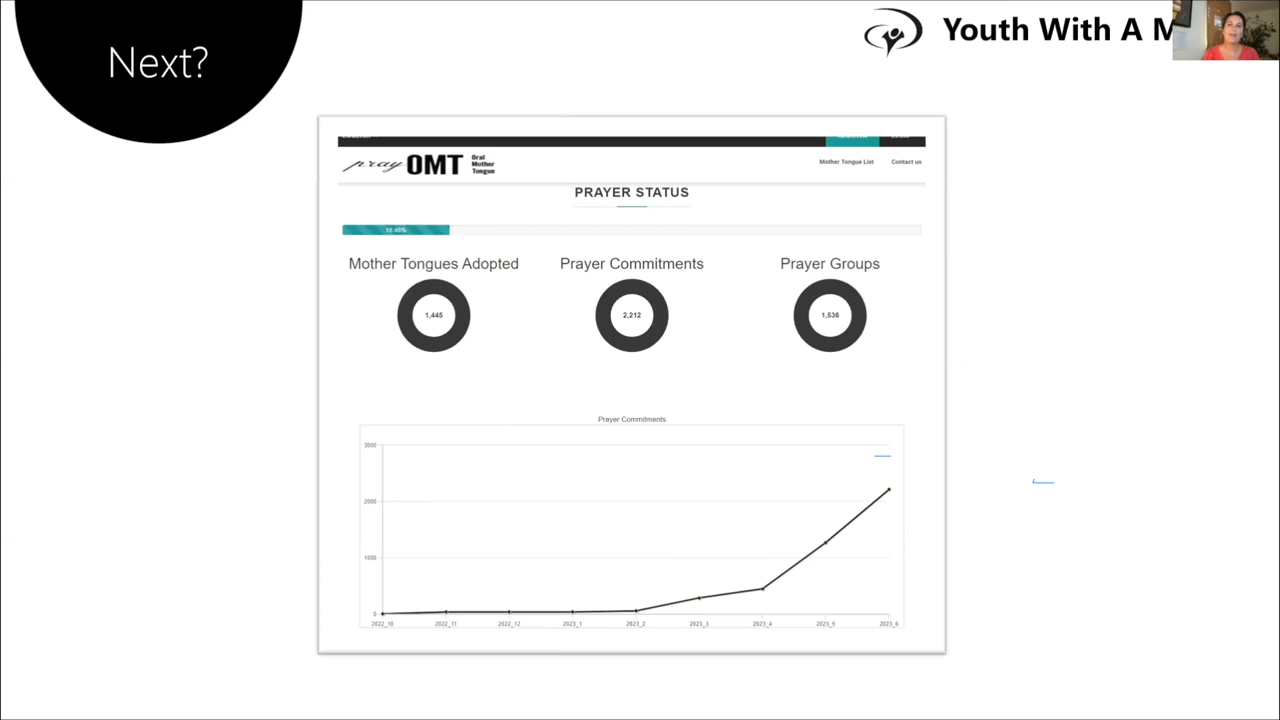 Next?
Youth With A M
pray OMT Oral
Mother
Tongue
Mother Tongue List
Contact us
PRAYER STATUS
Mother Tongues Adopted
Prayer Commitments
Prayer Groups
1,445
2,212
1,536
Prayer Commitments
3000
2000
1000
0
2022_10
2022_11
2022_12
2023_1
2023_2
2023_3
2023_4
2023_5
2023_6